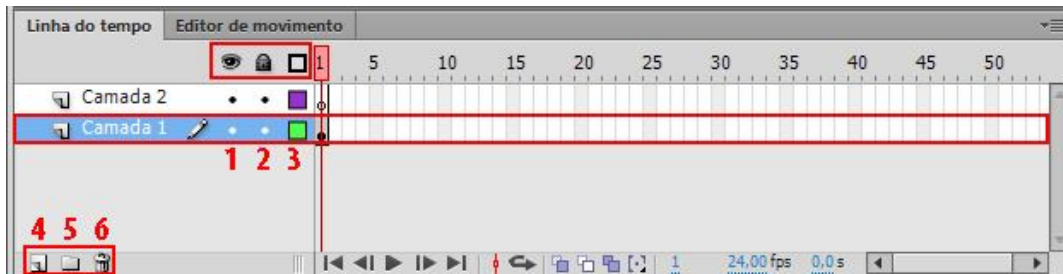 Linha do tempo Editor de movimento
1 5 10 15 20 25 30 35 40 45 50
Camada 2
Camada 1
1 2 3
4 5 6
1 24,00 fps 0,0 s